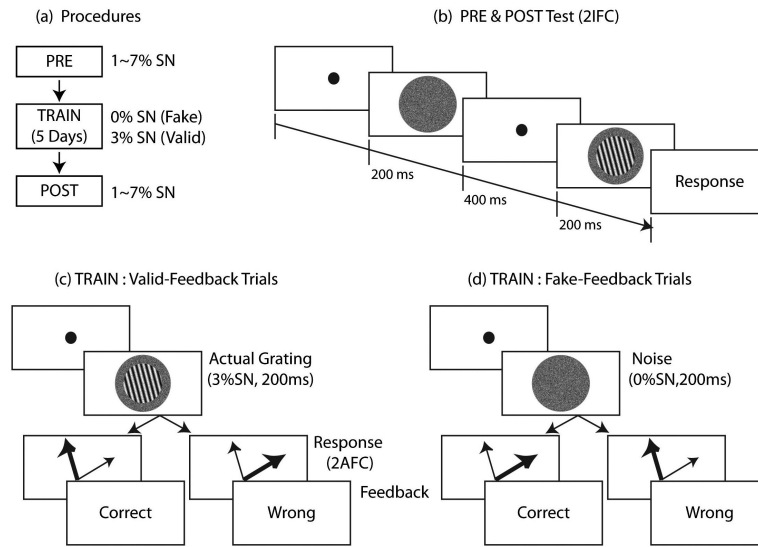 (a) Procedures
PRE
1~7% SN
TRAIN
(5 Days)
0% SN (Fake)
3% SN (Valid)
POST
1~7% SN
(b) PRE & POST Test (2IFC)
200 ms
400 ms
200 ms
Response
(c) TRAIN : Valid-Feedback Trials
Actual Grating
(3%SN, 200ms)
Response
(2AFC)
Feedback
Correct
Wrong
(d) TRAIN : Fake-Feedback Trials
Noise
(0%SN,200ms)
Correct
Wrong